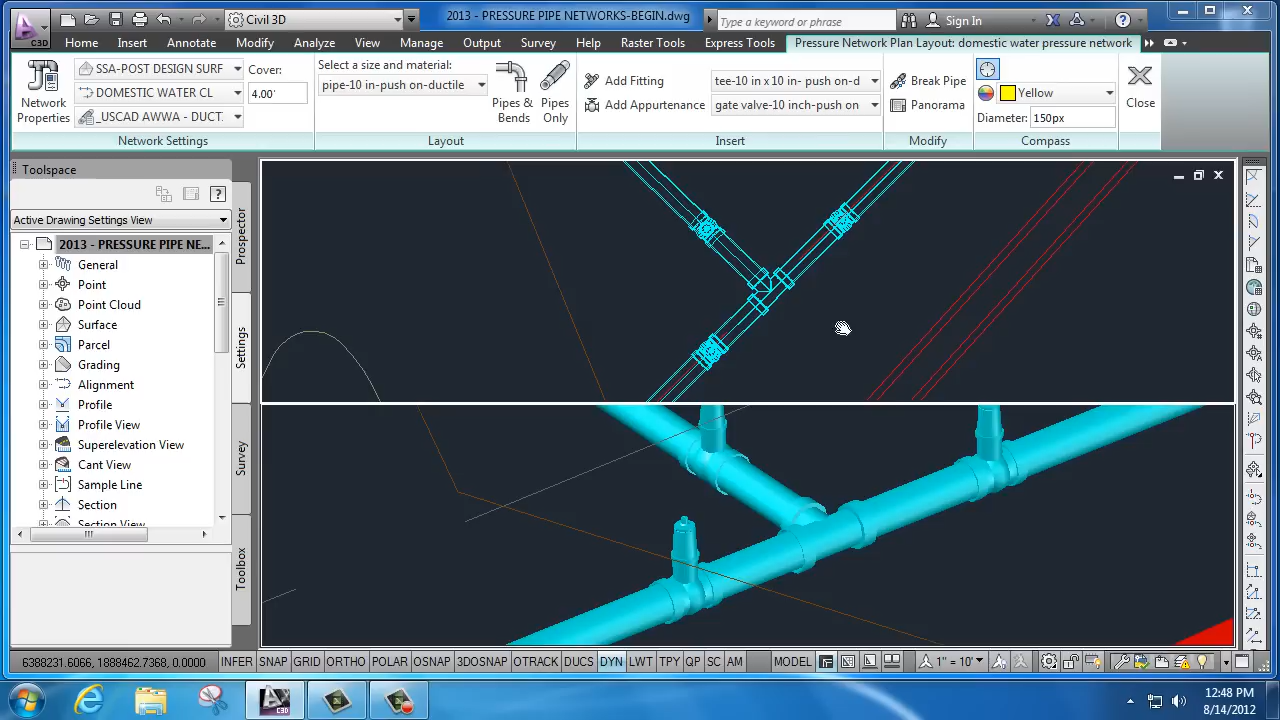 Civil 3D
2013 - PRESSURE PIPE NETWORKS-BEGIN.dwg
Type a keyword or phrase
Sign In
C3D
Home
Insert
Annotate
Modify
Analyze
View
Manage
Output
Survey
Help
Raster Tools
Express Tools
Pressure Network Plan Layout: domestic water pressure network
Network
Properties
SSA-POST DESIGN SURF
DOMESTIC WATER CL
_USCAD AWWA - DUCT.
Cover:
4.00'
Network Settings
Select a size and material:
pipe-10 in-push on-ductile
Pipes &
Bends
Pipes
Only
Layout
Add Fitting
Add Appurtenance
tee-10 in x 10 in- push on-d
gate valve-10 inch-push on
Insert
Break Pipe
Panorama
Modify
Yellow
Diameter:
150px
Compass
Close
Toolspace
?
Active Drawing Settings View
2013 - PRESSURE PIPE NE...
General
Point
Point Cloud
Surface
Parcel
Grading
Alignment
Profile
Profile View
Superelevation View
Cant View
Sample Line
Section
Section View
Prospector
Settings
Survey
Toolbox
6388231.6066, 1889462.7368, 0.0000
INFER
SNAP
GRID
ORTHO
POLAR
OSNAP
3DOSNAP
OTRACK
DUCS
DYN
LWT
TPY
QP
SC
AM
MODEL
1" = 10'
12:48 PM
8/14/2012